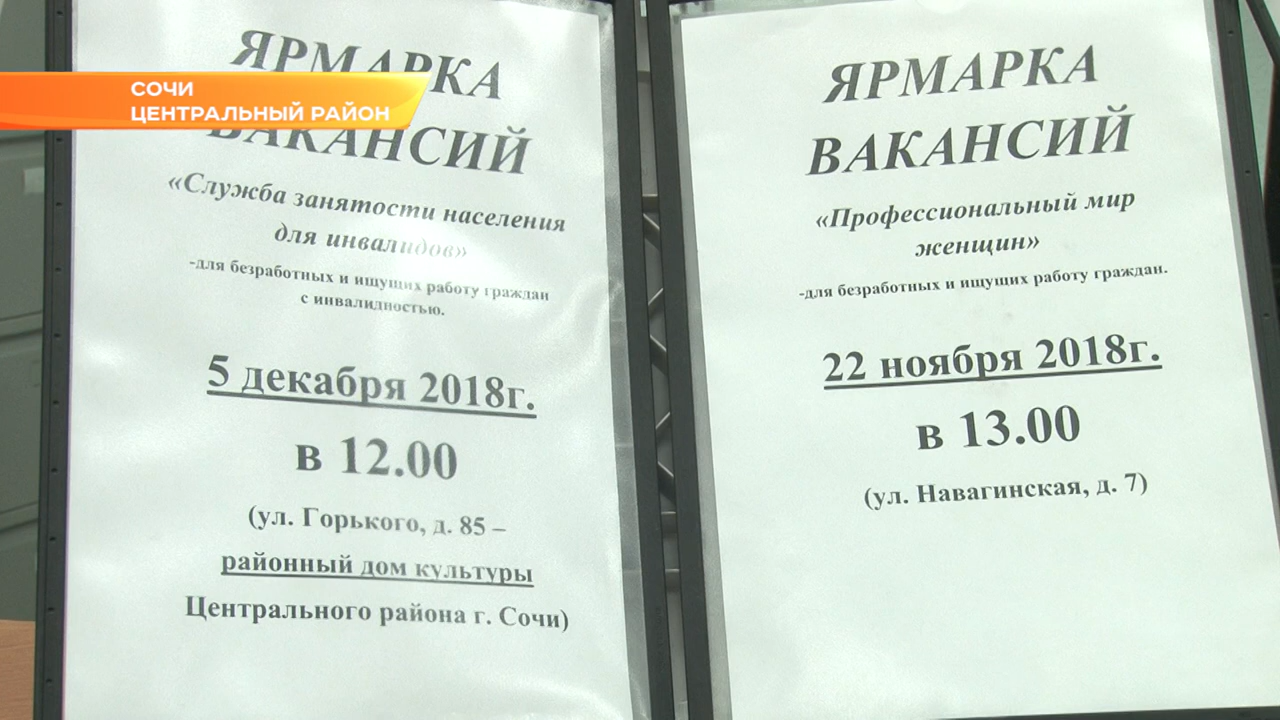 СОЧИ
ЦЕНТРАЛЬНЫЙ РАЙОН
ЯРМАРКА
ВАКАНСИЙ
«Служба занятости населения
для инвалидов»
-для безработных и ищущих работу граждан
с инвалидностью.
5 декабря 2018г.
в 12.00
(ул. Горького, д. 85 –
районный дом культуры
Центрального района г. Сочи)
ЯРМАРКА
ВАКАНСИЙ
«Профессиональный мир
женщин»
-для безработных и ищущих работу граждан.
22 ноября 2018г.
в 13.00
(ул. Навагинская, д. 7)